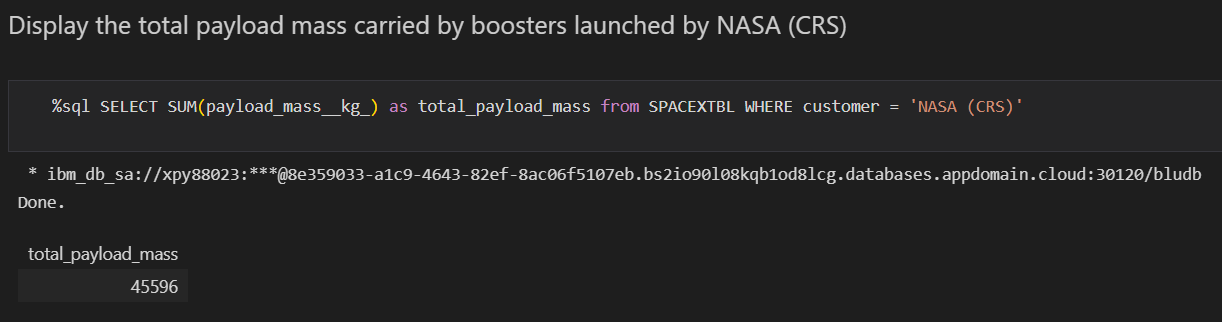 Display the total payload mass carried by boosters launched by NASA (CRS)
%sql SELECT SUM(payload_mass__kg_) as total_payload_mass from SPACEXTBL WHERE customer = 'NASA (CRS)'
* ibm_db_sa://xpy88023:***@8e359033-a1c9-4643-82ef-8ac06f5107eb.bs2io90l08kqb1od8lcg.databases.appdomain.cloud:30120/bludb
Done.
total_payload_mass
45596